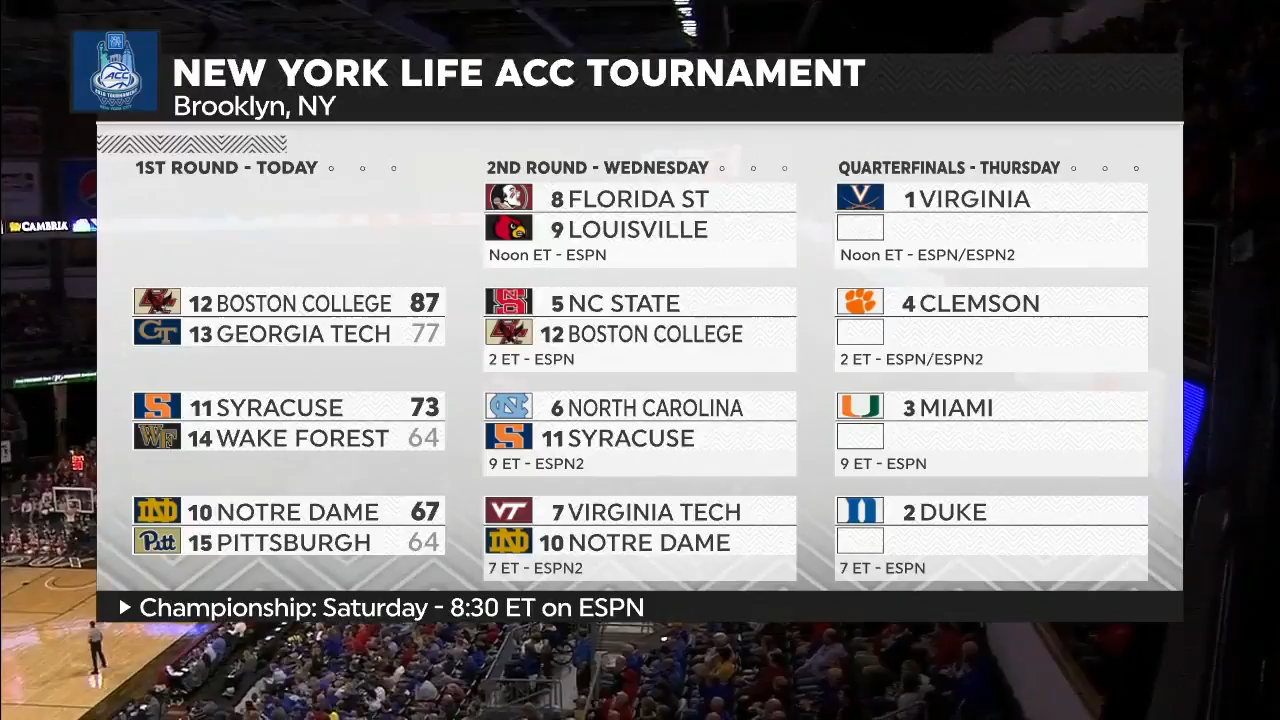 NEW YORK LIFE ACC TOURNAMENT
Brooklyn, NY
ACC
1ST ROUND - TODAY
12 BOSTON COLLEGE 87
13 GEORGIA TECH 77
11 SYRACUSE 73
14 WAKE FOREST 64
10 NOTRE DAME 67
15 PITTSBURGH 64
Pitt
2ND ROUND - WEDNESDAY
8 FLORIDA ST
9 LOUISVILLE
Noon ET - ESPN
5 NC STATE
12 BOSTON COLLEGE
2 ET - ESPN
6 NORTH CAROLINA
11 SYRACUSE
9 ET - ESPN2
7 VIRGINIA TECH
10 NOTRE DAME
7 ET - ESPN2
QUARTERFINALS - THURSDAY
1 VIRGINIA
Noon ET - ESPN/ESPN2
4 CLEMSON
2 ET - ESPN/ESPN2
3 MIAMI
9 ET - ESPN
2 DUKE
7 ET - ESPN
Championship: Saturday - 8:30 ET on ESPN
CAMBRIA